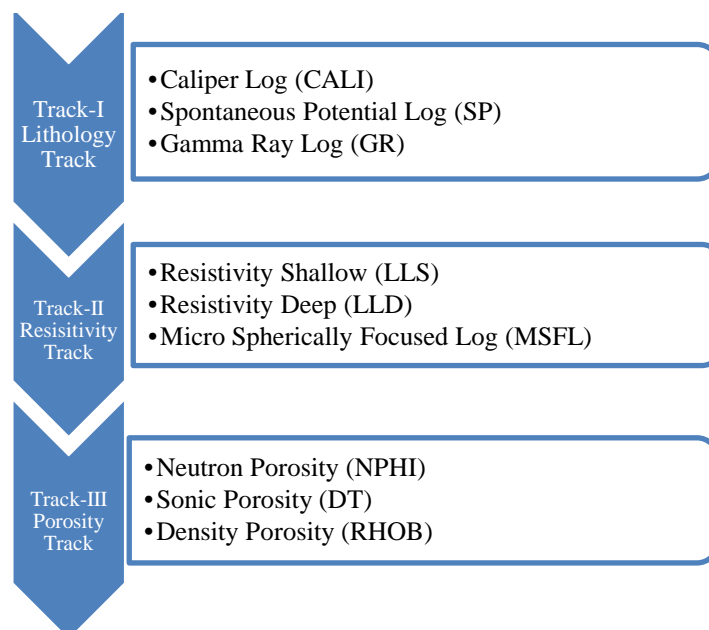 Track-I
Lithology
Track
•Caliper Log (CALI)
•Spontaneous Potential Log (SP)
•Gamma Ray Log (GR)
Track-II
Resisitivity
Track
•Resistivity Shallow (LLS)
•Resistivity Deep (LLD)
•Micro Spherically Focused Log (MSFL)
Track-III
Porosity
Track
•Neutron Porosity (NPHI)
•Sonic Porosity (DT)
•Density Porosity (RHOB)